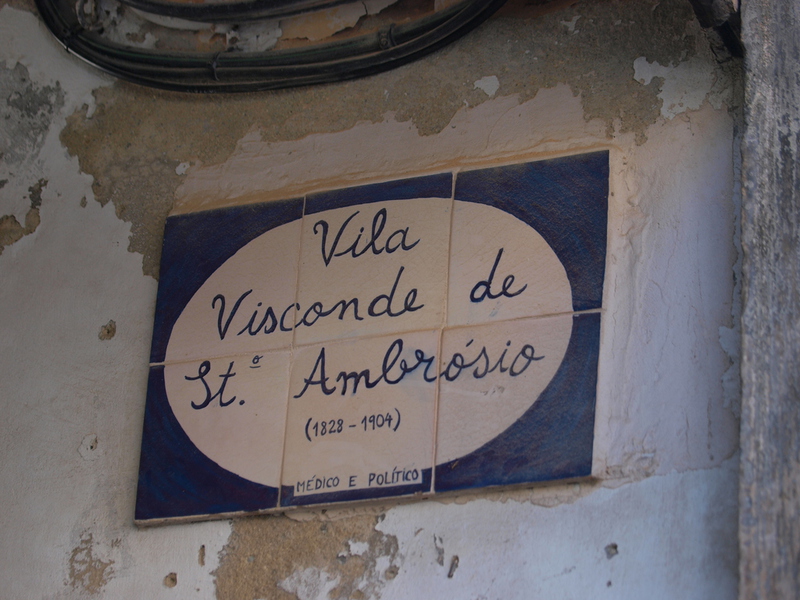 Vila
Visconde de
St.º Ambrósio
(1828-1904)
MÉDICO E POLÍTICO